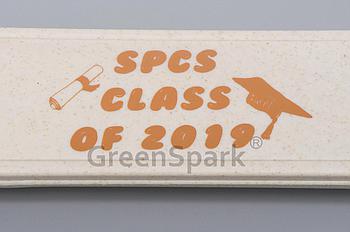 SPCS
CLASS
OF 2019
GreenSpark®